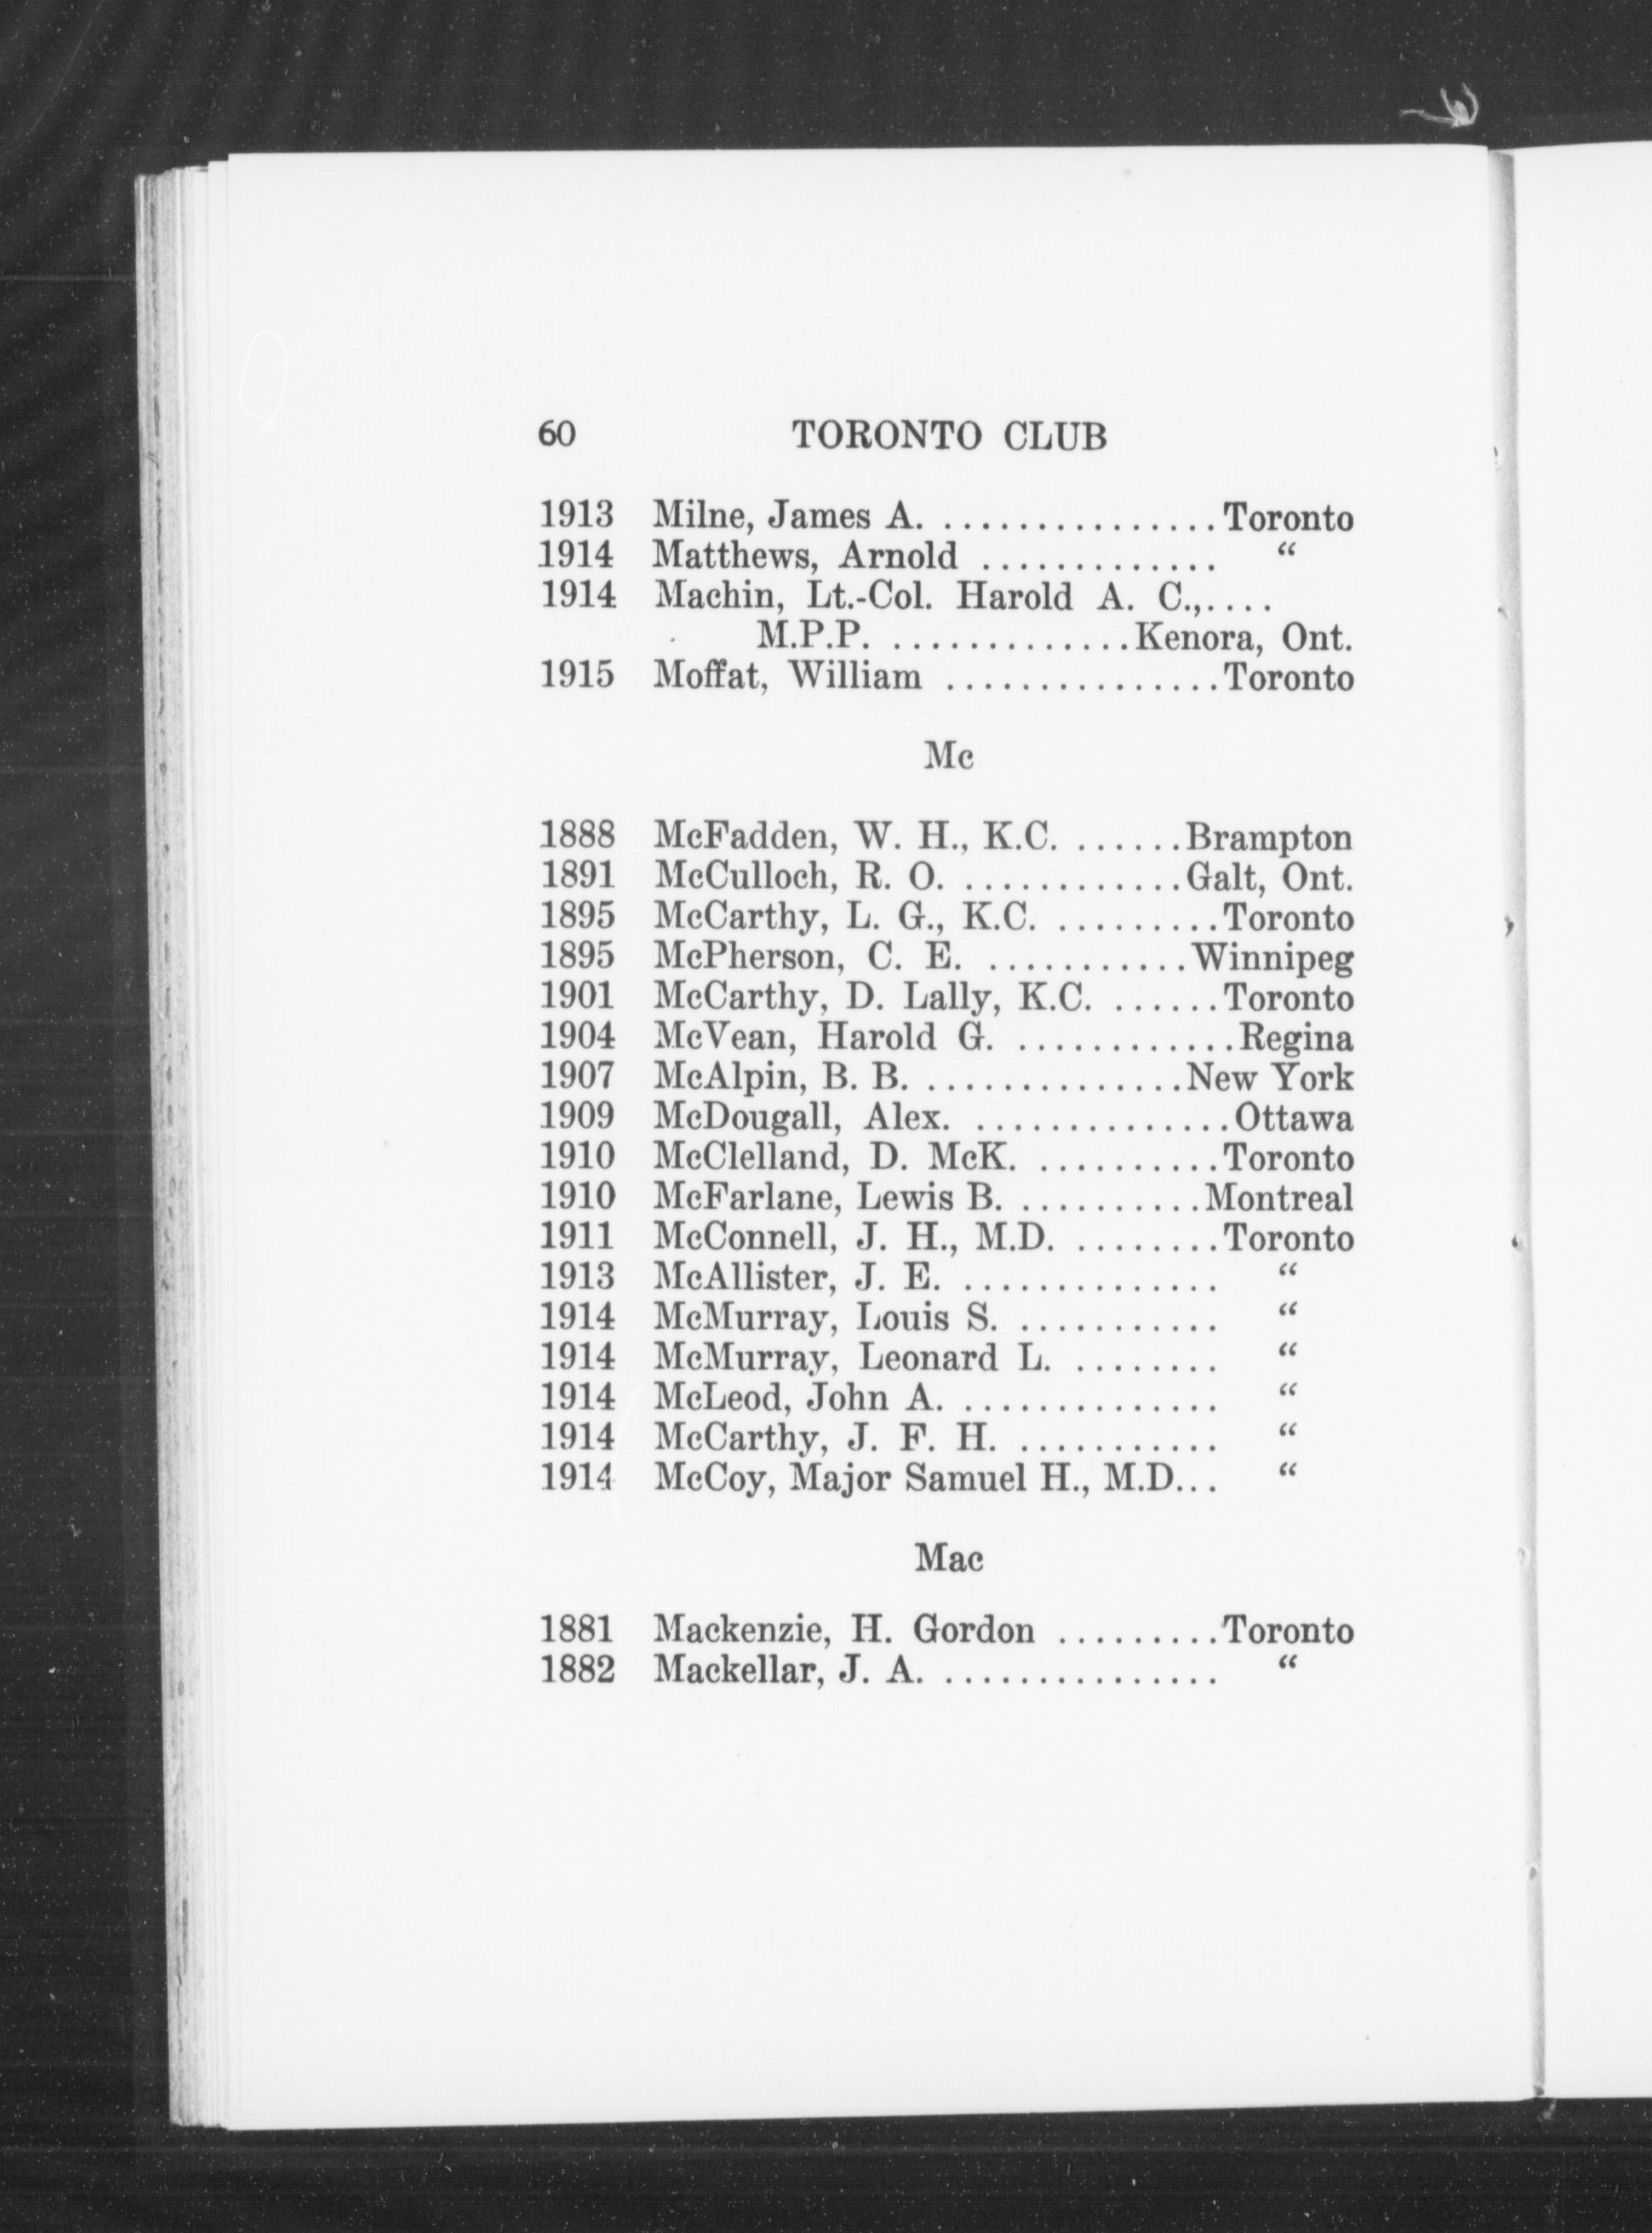 60 TORONTO CLUB
1913 Milne, James A. ............... Toronto
1914 Matthews, Arnold ............. “
1914 Machin, Lt.-Col. Harold A. C.,....
M.P.P. .............Kenora, Ont.
1915 Moffat, William ...............Toronto
Mc
1888 McFadden, W. H., K.C. ......Brampton
1891 McCulloch, R. O. ............Galt, Ont.
1895 McCarthy, L. G., K.C. .........Toronto
1895 McPherson, C. E. ...........Winnipeg
1901 McCarthy, D. Lally, K.C. ......Toronto
1904 McVean, Harold G. ............Regina
1907 McAlpin, B. B. ..............New York
1909 McDougall, Alex. ..............Ottawa
1910 McClelland, D. McK. ..........Toronto
1910 McFarlane, Lewis B. ..........Montreal
1911 McConnell, J. H., M.D. ........Toronto
1913 McAllister, J. E. .............. “
1914 McMurray, Louis S. ........... “
1914 McMurray, Leonard L. ........ “
1914 McLeod, John A. .............. “
1914 McCarthy, J. F. H. ........... “
1914 McCoy, Major Samuel H., M.D... “
Mac
1881 Mackenzie, H. Gordon .........Toronto
1882 Mackellar, J. A. ............... “